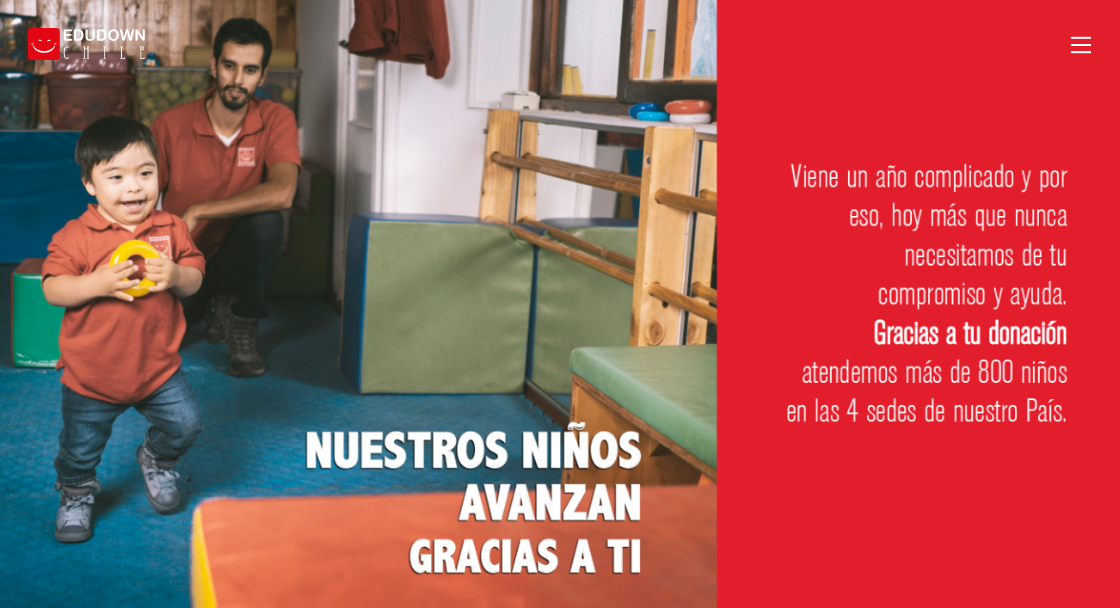 EDUDOWN
CHILE
NUESTROS NIÑOS
AVANZAN
GRACIAS A TI
Viene un año complicado y por
eso, hoy más que nunca
necesitamos de tu
compromiso y ayuda.
Gracias a tu donación
atendemos más de 800 niños
en las 4 sedes de nuestro País.